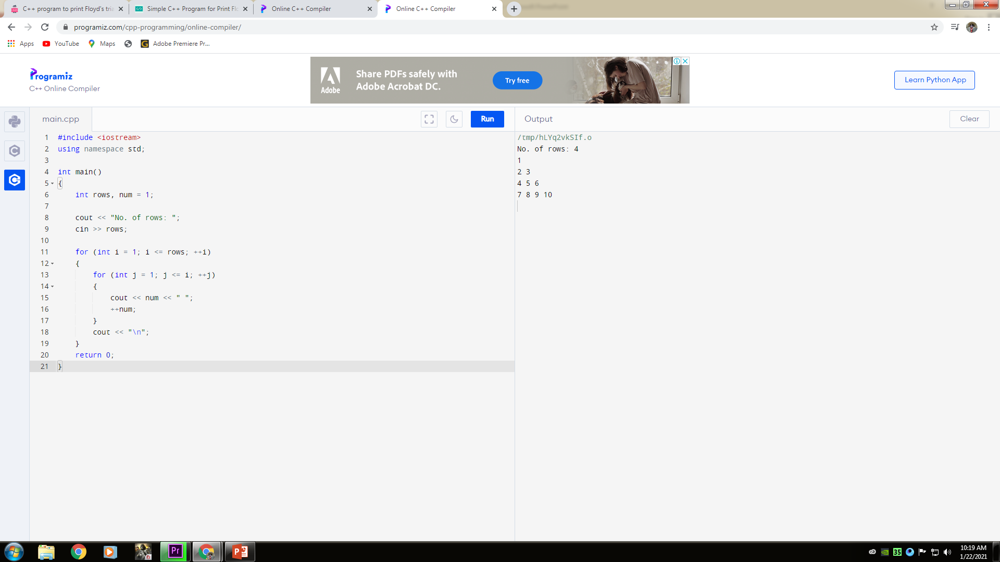 C++ program to print Floyd's tria
Simple C++ Program for Print Flo
Online C++ Compiler
Online C++ Compiler
programiz.com/cpp-programming/online-compiler/
Apps
YouTube
Maps
Adobe Premiere Pr...
Programiz
C++ Online Compiler
Adobe
Share PDFs safely with
Adobe Acrobat DC.
Try free
Learn Python App
main.cpp
Run
Output
Clear
1 #include <iostream>
2 using namespace std;
3
4 int main()
5 {
6     int rows, num = 1;
7
8     cout << "No. of rows: ";
9     cin >> rows;
10
11     for (int i = 1; i <= rows; ++i)
12     {
13         for (int j = 1; j <= i; ++j)
14         {
15             cout << num << " ";
16             ++num;
17         }
18         cout << "\n";
19     }
20     return 0;
21 }
/tmp/hLYq2vkSIf.o
No. of rows: 4
1
2 3
4 5 6
7 8 9 10
Pr
35
10:19 AM
1/22/2021